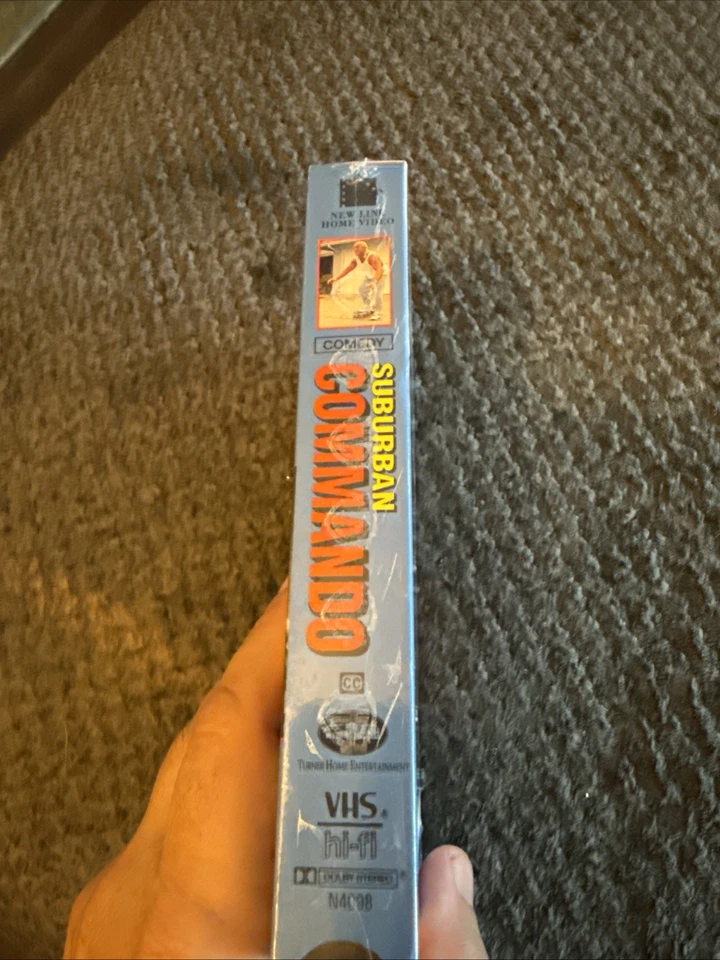 NEW LINE
HOME VIDEO
COMEDY
SUBURBAN
COMMANDO
CC
TURNER HOME ENTERTAINMENT
VHS®
hi-fi
DOLBY STEREO®
N4098